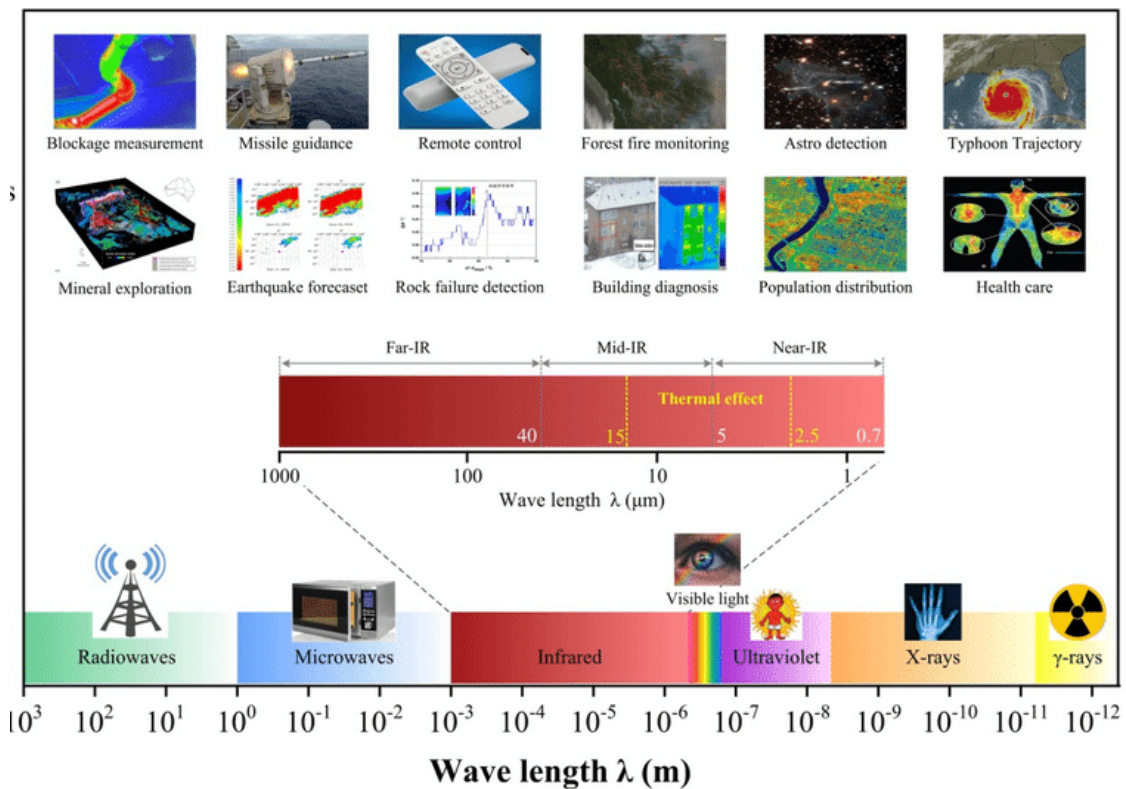 Blockage measurement
Missile guidance
Remote control
Forest fire monitoring
Astro detection
Typhoon Trajectory
Mineral exploration
Earthquake forecaset
Rock failure detection
Building diagnosis
Population distribution
Health care
Far-IR
Mid-IR
Near-IR
Thermal effect
40
15
5
2.5
0.7
1000
100
10
1
Wave length λ (μm)
Visible light
Radiowaves
Microwaves
Infrared
Ultraviolet
X-rays
γ-rays
10³ 10² 10¹ 10⁰ 10⁻¹ 10⁻² 10⁻³ 10⁻⁴ 10⁻⁵ 10⁻⁶ 10⁻⁷ 10⁻⁸ 10⁻⁹ 10⁻¹⁰ 10⁻¹¹ 10⁻¹²
Wave length λ (m)